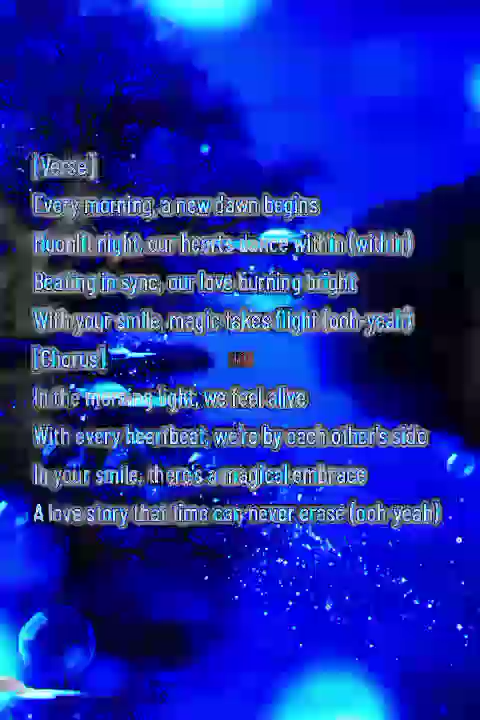 [Verse]
Every morning, a new dawn begins
Moonlit night, our hearts dance within (within)
Beating in sync, our love burning bright
With your smile, magic takes flight (ooh-yeah)
[Chorus]
In the morning light, we feel alive
With every heartbeat, we're by each other's side
In your smile, there's a magical embrace
A love story that time can never erase (ooh-yeah)